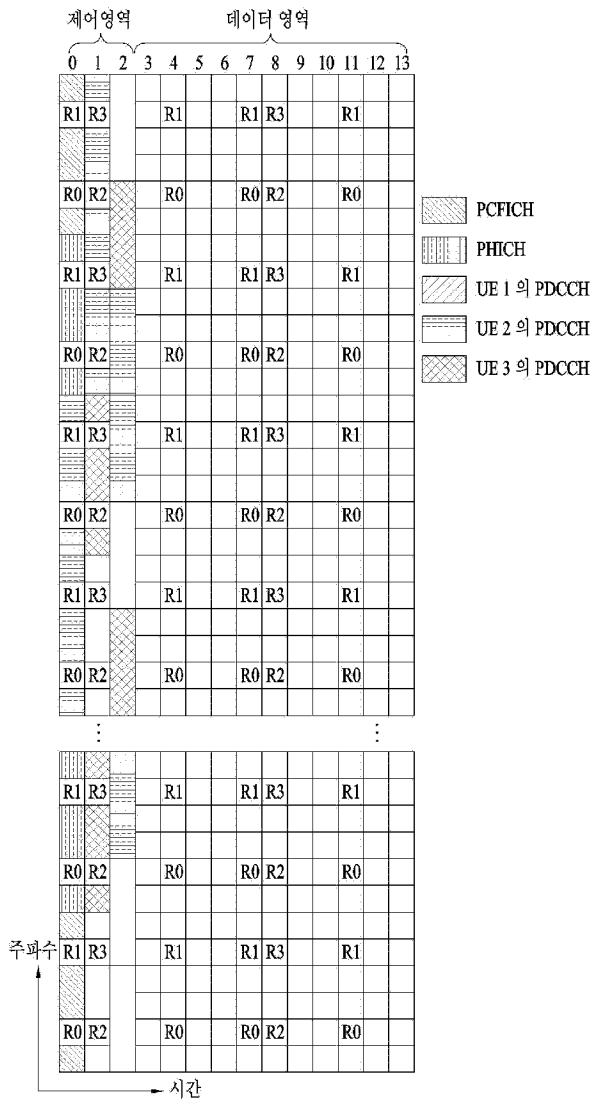 제어영역 데이터 영역
0 1 2 3 4 5 6 7 8 9 10 11 12 13
R1 R3 R1 R1 R3 R1
R0 R2 R0 R0 R2 R0
R1 R3 R1 R1 R3 R1
R0 R2 R0 R0 R2 R0
R1 R3 R1 R1 R3 R1
R0 R2 R0 R0 R2 R0
R1 R3 R1 R1 R3 R1
R0 R2 R0 R0 R2 R0
R1 R3 R1 R1 R3 R1
R0 R2 R0 R0 R2 R0
R1 R3 R1 R1 R3 R1
R0 R2 R0 R0 R2 R0
PCFICH
PHICH
UE 1 의 PDCCH
UE 2 의 PDCCH
UE 3 의 PDCCH
주파수
시간